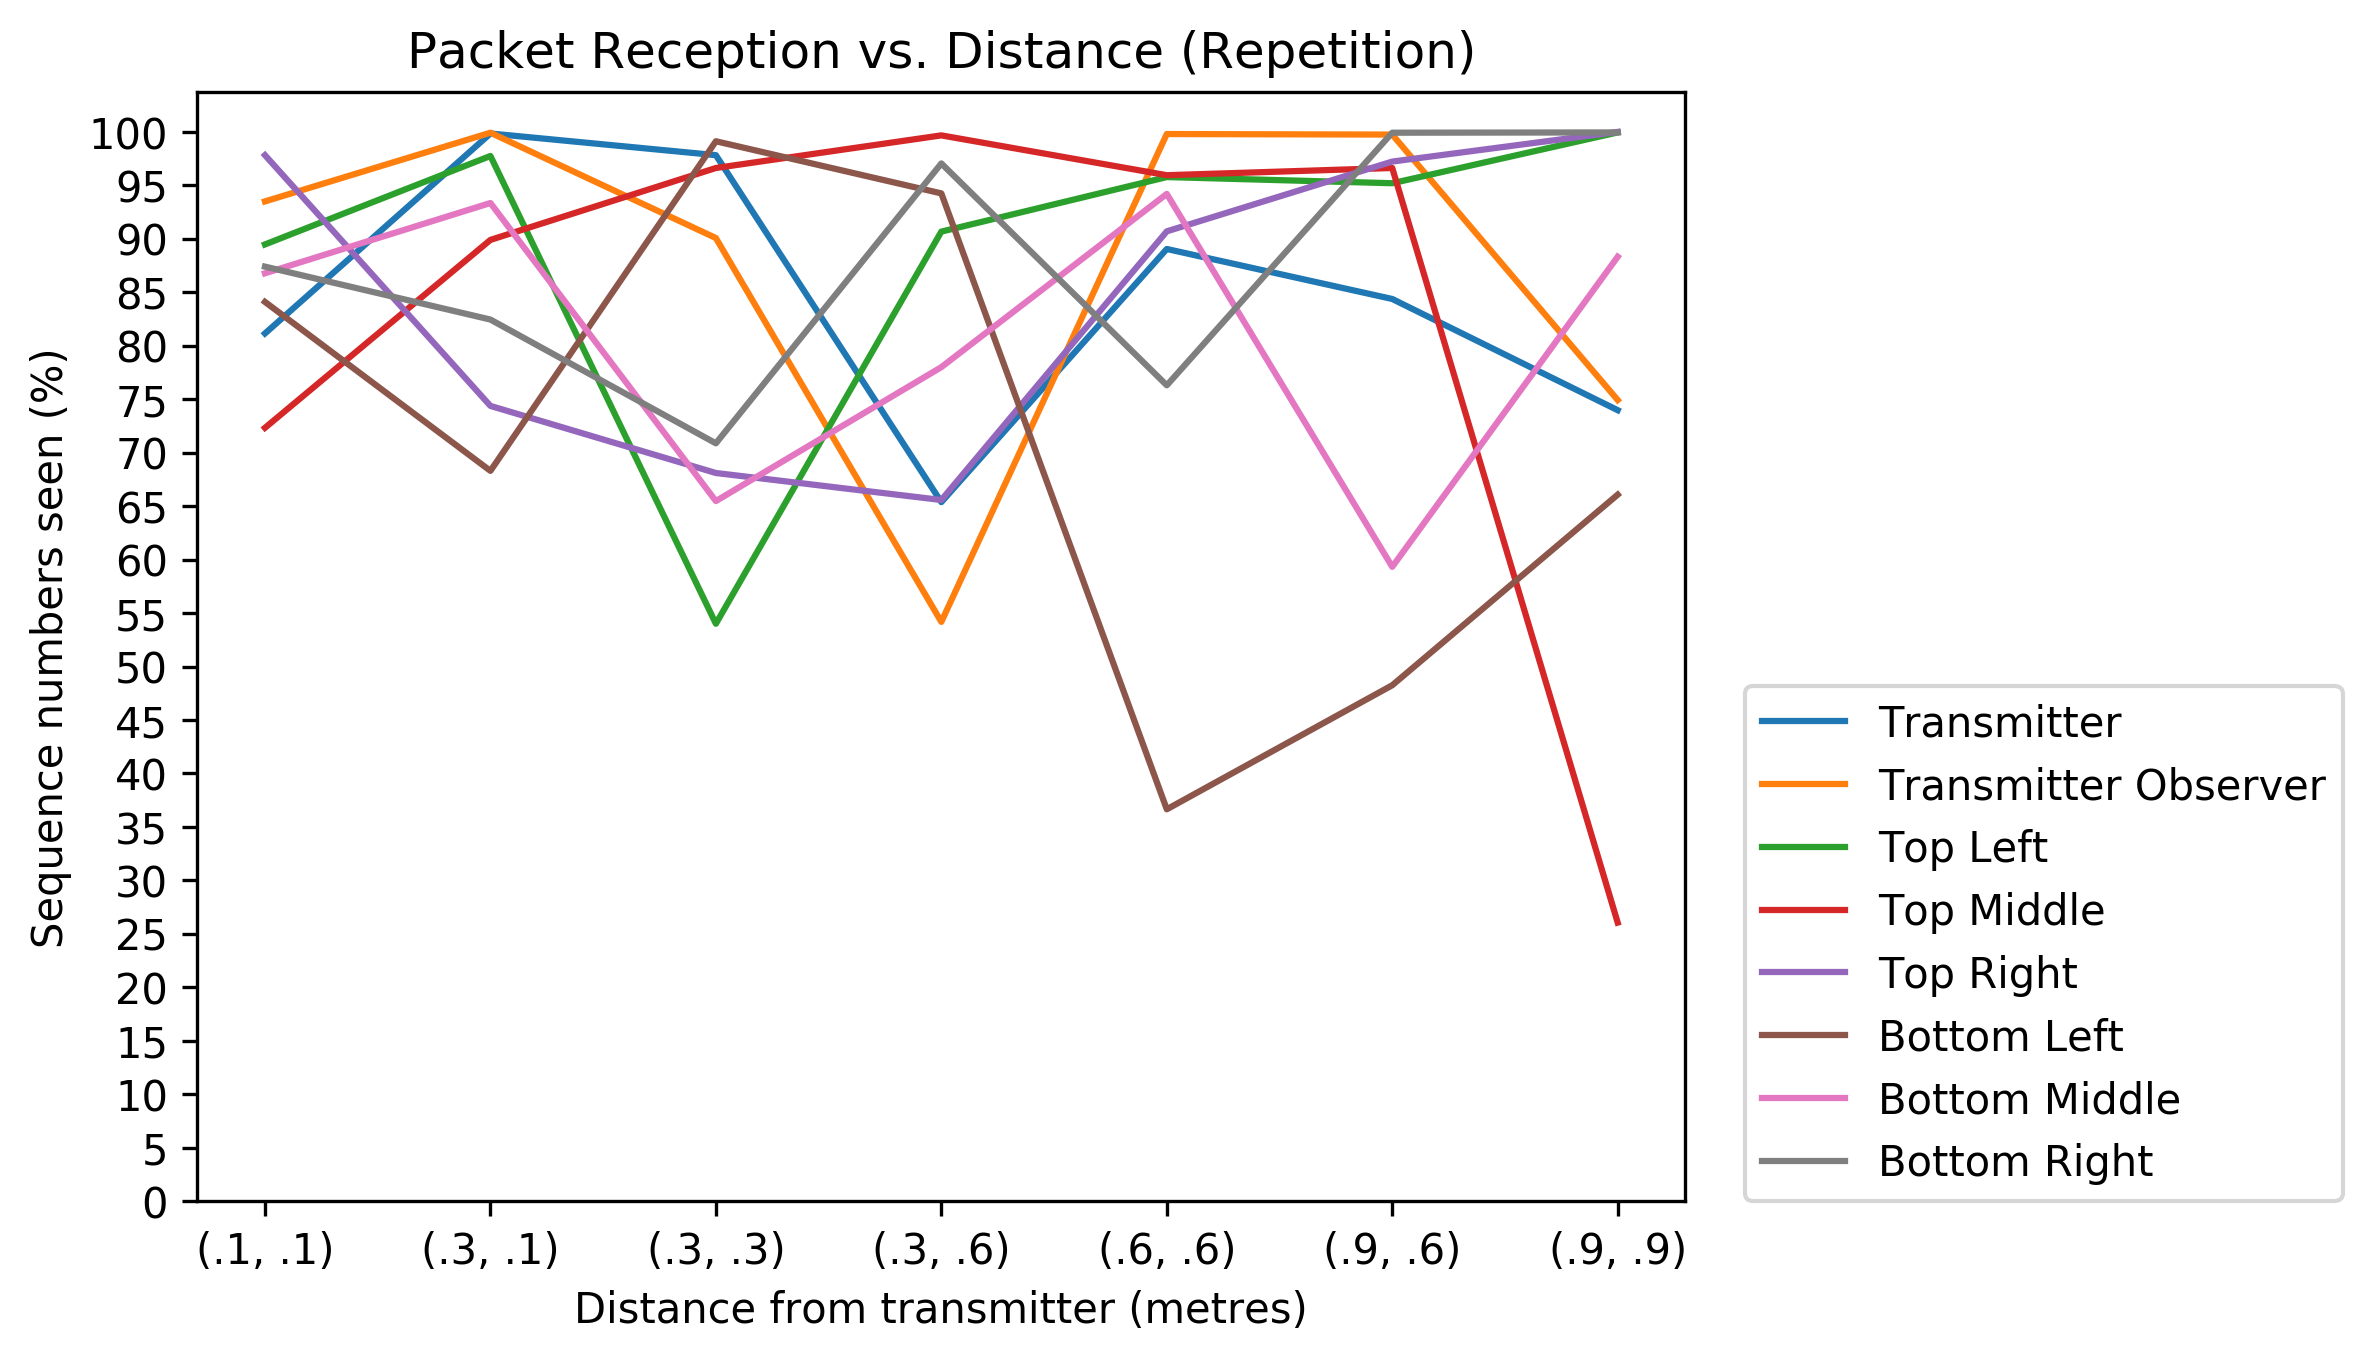 Packet Reception vs. Distance (Repetition)
Sequence numbers seen (%)
100
95
90
85
80
75
70
65
60
55
50
45
40
35
30
25
20
15
10
5
0
(.1, .1) (.3, .1) (.3, .3) (.3, .6) (.6, .6) (.9, .6) (.9, .9)
Distance from transmitter (metres)
Transmitter
Transmitter Observer
Top Left
Top Middle
Top Right
Bottom Left
Bottom Middle
Bottom Right